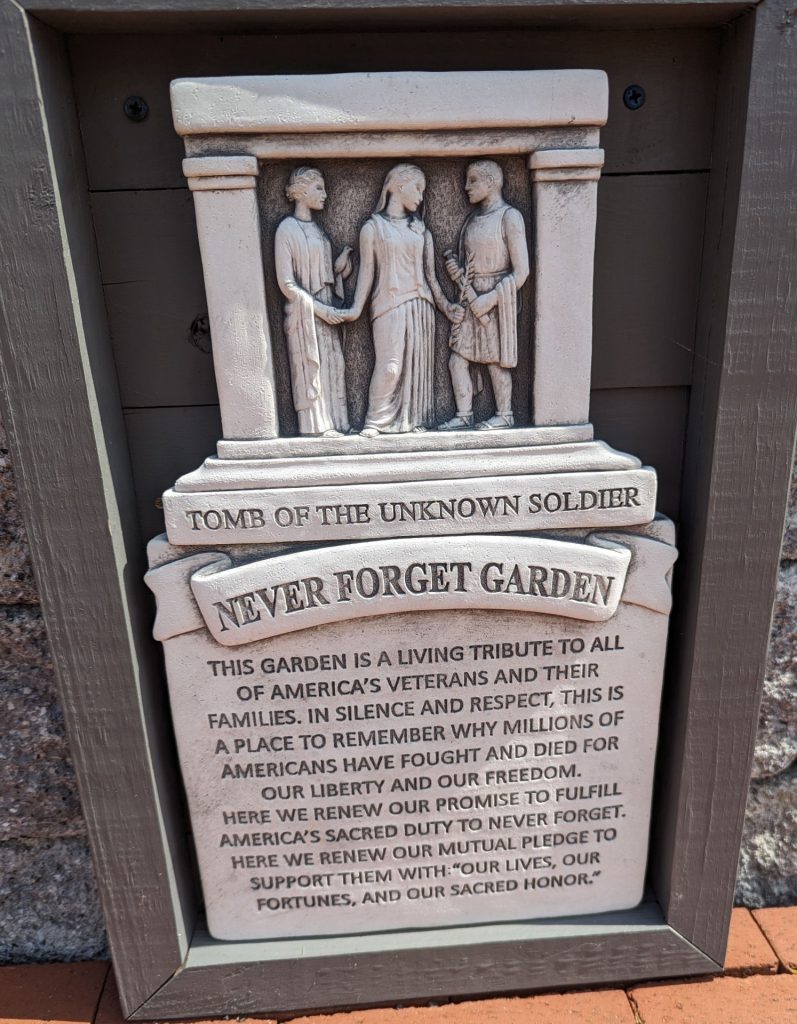 TOMB OF THE UNKNOWN SOLDIER
NEVER FORGET GARDEN
THIS GARDEN IS A LIVING TRIBUTE TO ALL
OF AMERICA'S VETERANS AND THEIR
FAMILIES. IN SILENCE AND RESPECT, THIS IS
A PLACE TO REMEMBER WHY MILLIONS OF
AMERICANS HAVE FOUGHT AND DIED FOR
OUR LIBERTY AND OUR FREEDOM.
HERE WE RENEW OUR PROMISE TO FULFILL
AMERICA'S SACRED DUTY TO NEVER FORGET.
HERE WE RENEW OUR MUTUAL PLEDGE TO
SUPPORT THEM WITH: "OUR LIVES, OUR
FORTUNES, AND OUR SACRED HONOR."